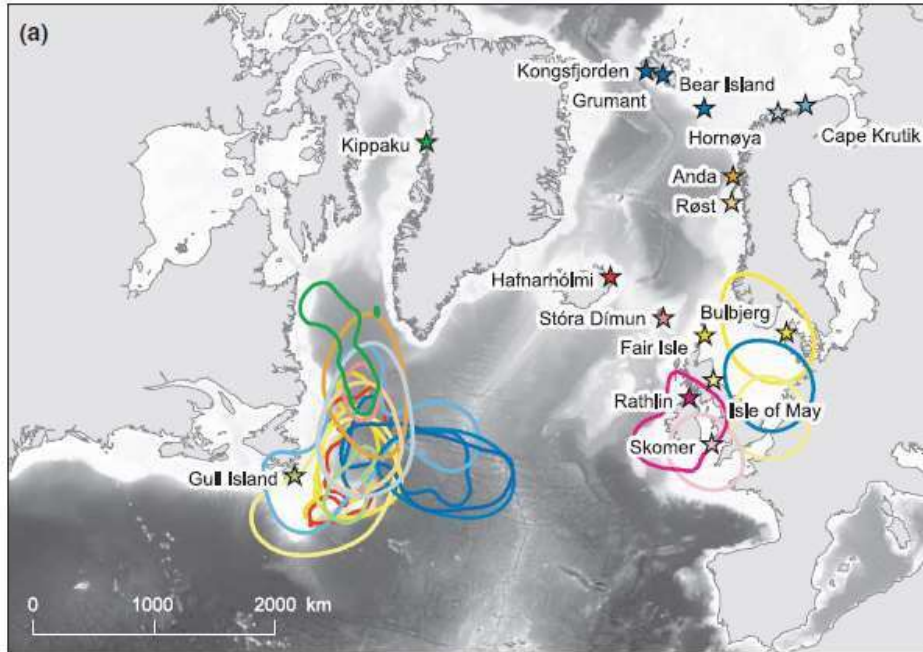 (a)
Kongsfjorden
Bear Island
Grumant
Hornøya
Cape Krutik
Kippaku
Anda
Røst
Hafnarhólmi
Stóra Dímun
Bulbjerg
Fair Isle
Rathlin
Isle of May
Skomer
Gull Island
0 1000 2000 km